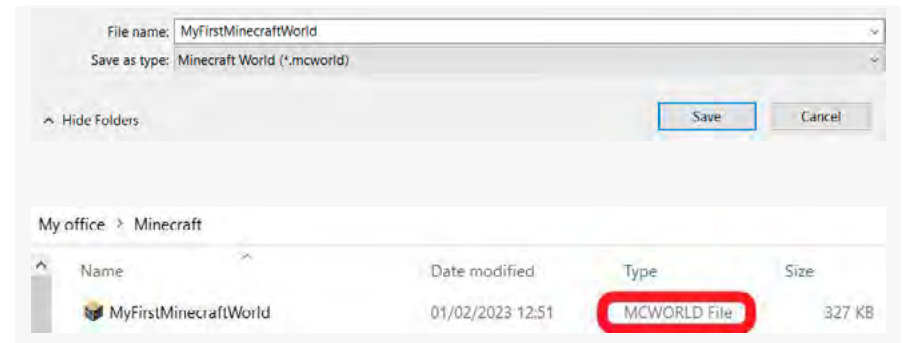 File name: MyFirstMinecraftWorld
Save as type: Minecraft World (*.mcworld)
Hide Folders Save Cancel
My office > Minecraft
Name Date modified Type Size
MyFirstMinecraftWorld 01/02/2023 12:51 MCWORLD File 327 KB